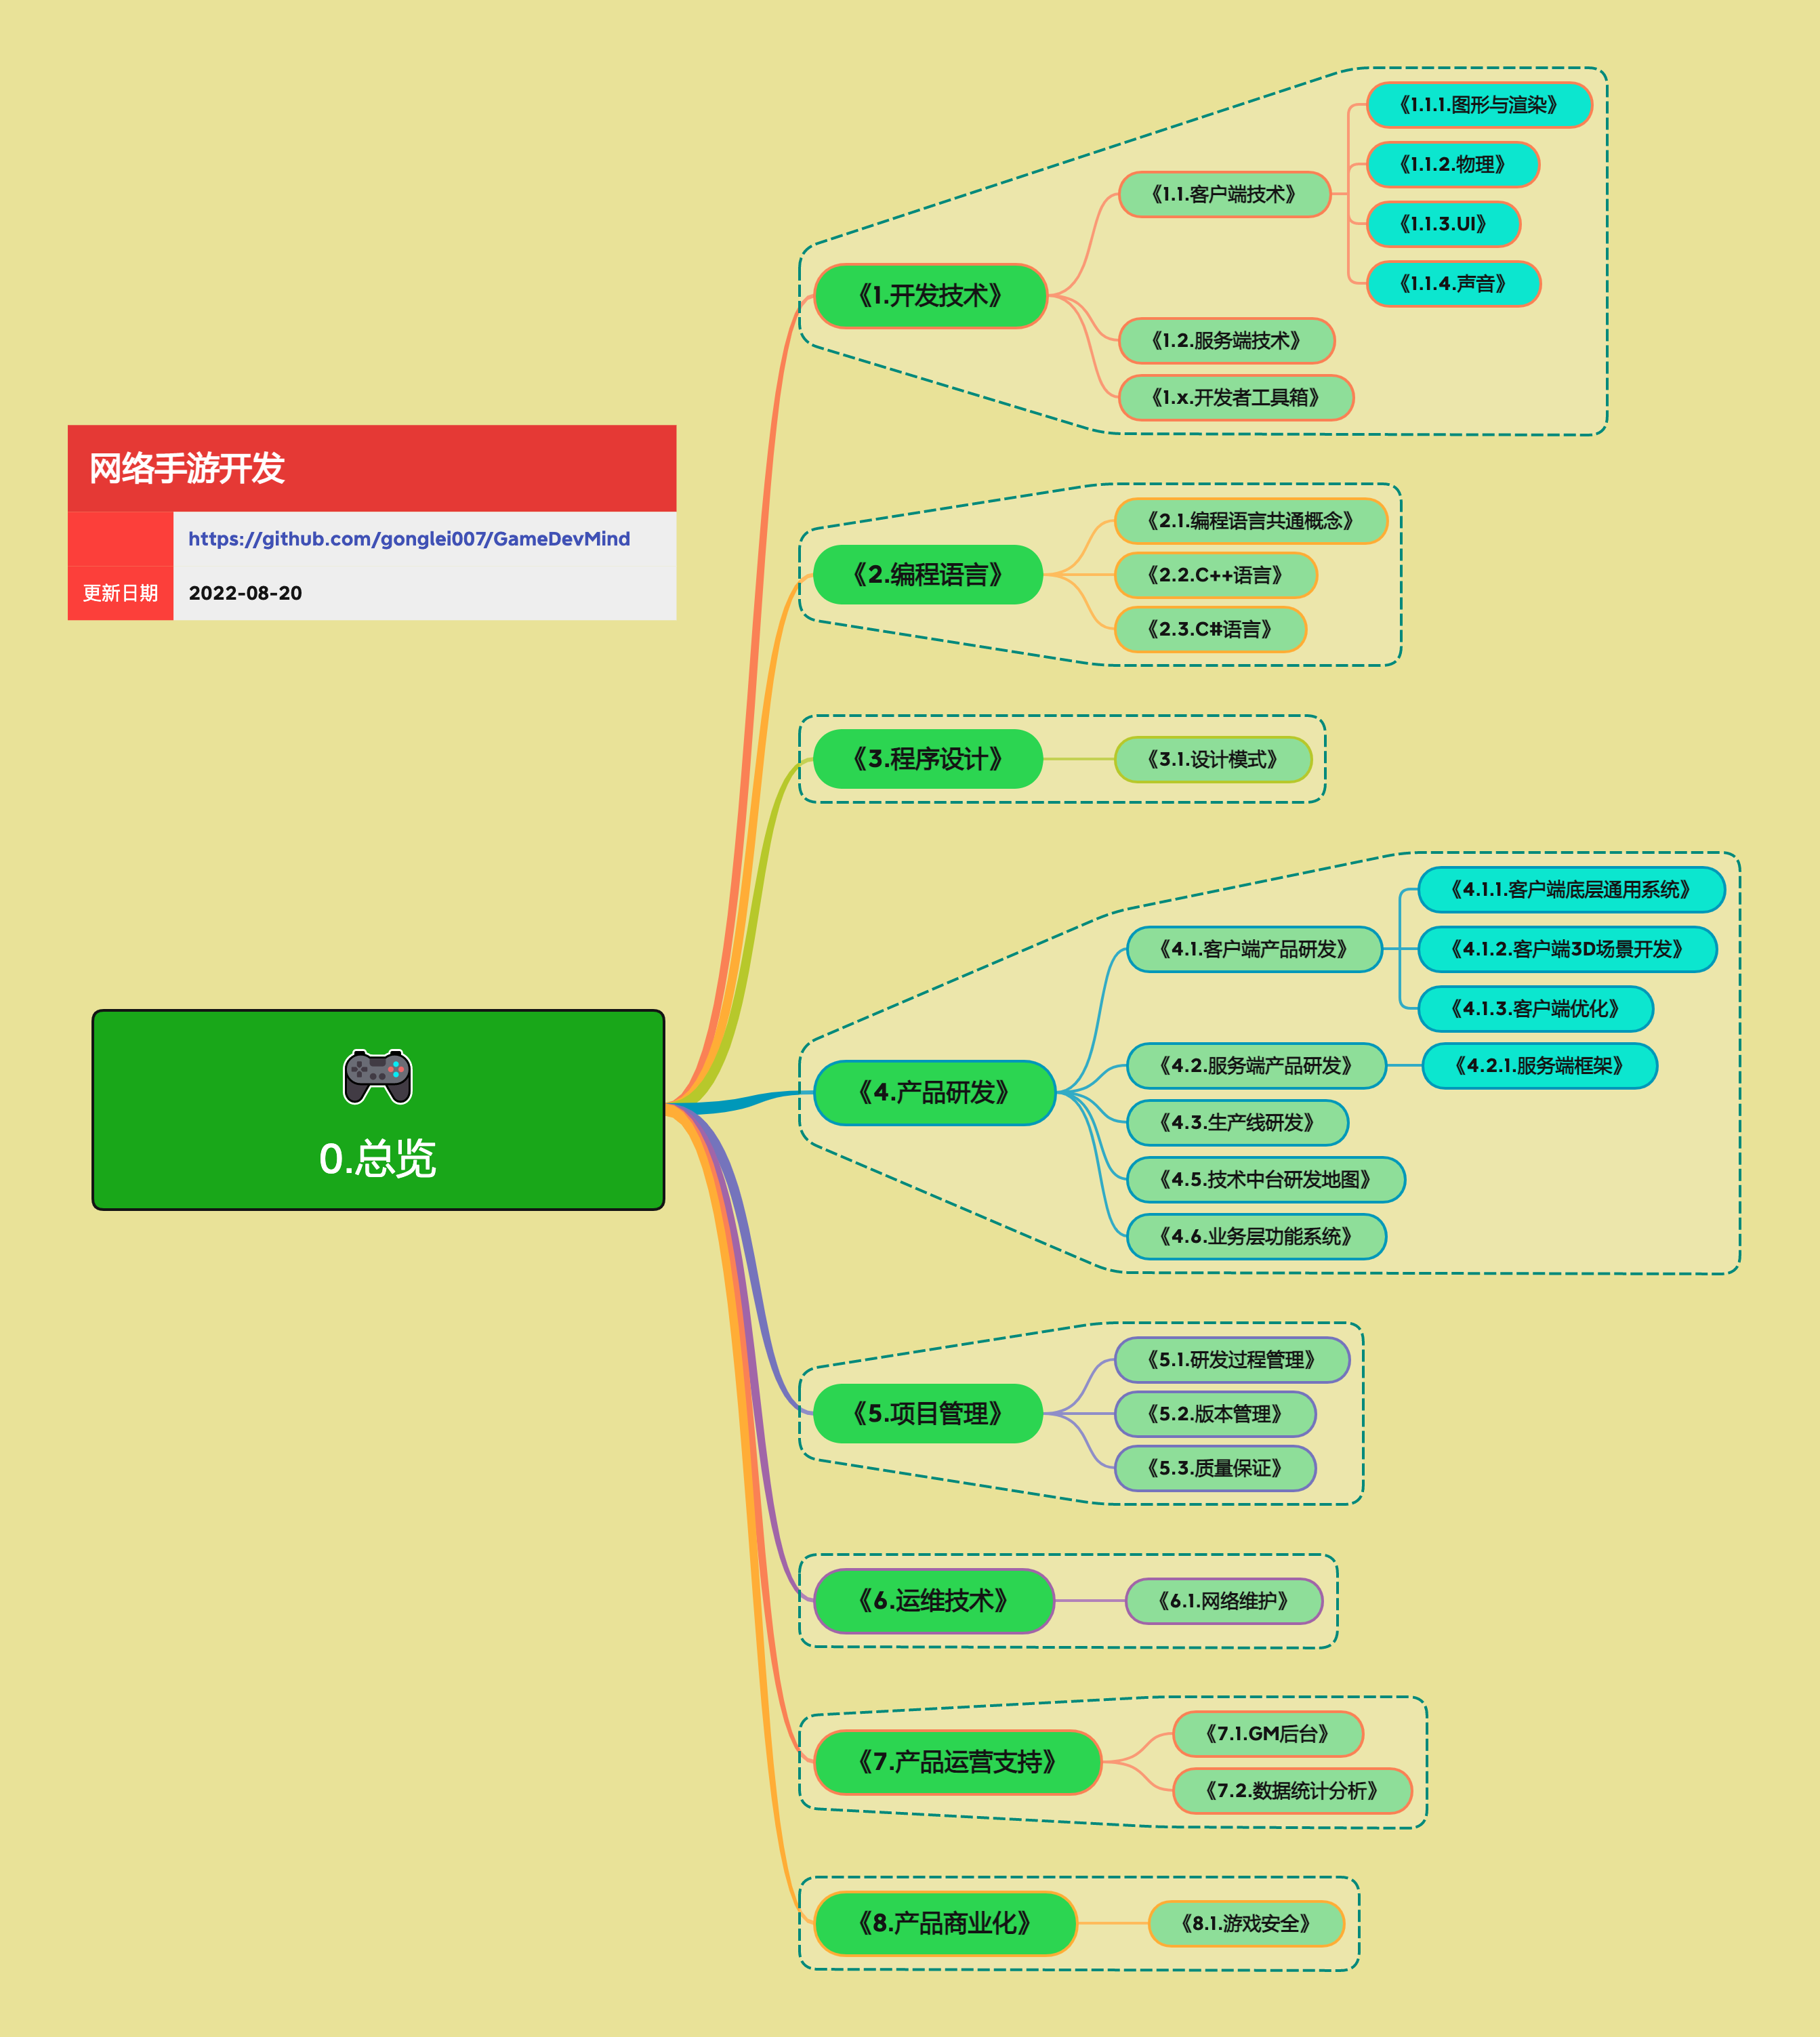 网络手游开发
https://github.com/gonglei007/GameDevMind
更新日期 2022-08-20
0.总览
《1.开发技术》
《1.1.客户端技术》
《1.1.1.图形与渲染》
《1.1.2.物理》
《1.1.3.UI》
《1.1.4.声音》
《1.2.服务端技术》
《1.x.开发者工具箱》
《2.编程语言》
《2.1.编程语言共通概念》
《2.2.C++语言》
《2.3.C#语言》
《3.程序设计》
《3.1.设计模式》
《4.产品研发》
《4.1.客户端产品研发》
《4.1.1.客户端底层通用系统》
《4.1.2.客户端3D场景开发》
《4.1.3.客户端优化》
《4.2.服务端产品研发》
《4.2.1.服务端框架》
《4.3.生产线研发》
《4.5.技术中台研发地图》
《4.6.业务层功能系统》
《5.项目管理》
《5.1.研发过程管理》
《5.2.版本管理》
《5.3.质量保证》
《6.运维技术》
《6.1.网络维护》
《7.产品运营支持》
《7.1.GM后台》
《7.2.数据统计分析》
《8.产品商业化》
《8.1.游戏安全》